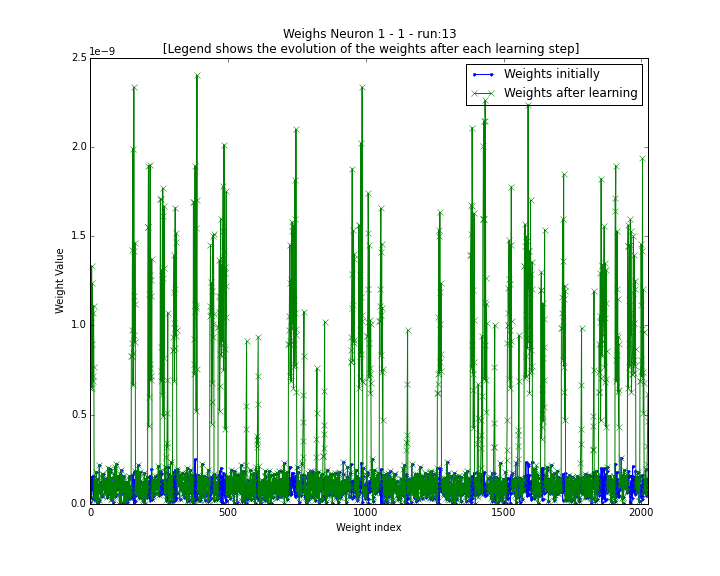 Weighs Neuron 1 - 1 - run:13
[Legend shows the evolution of the weights after each learning step]
1e−9
Weights initially
Weights after learning
2.5
2.0
1.5
1.0
0.5
0.0
Weight Value
0 500 1000 1500 2000
Weight index